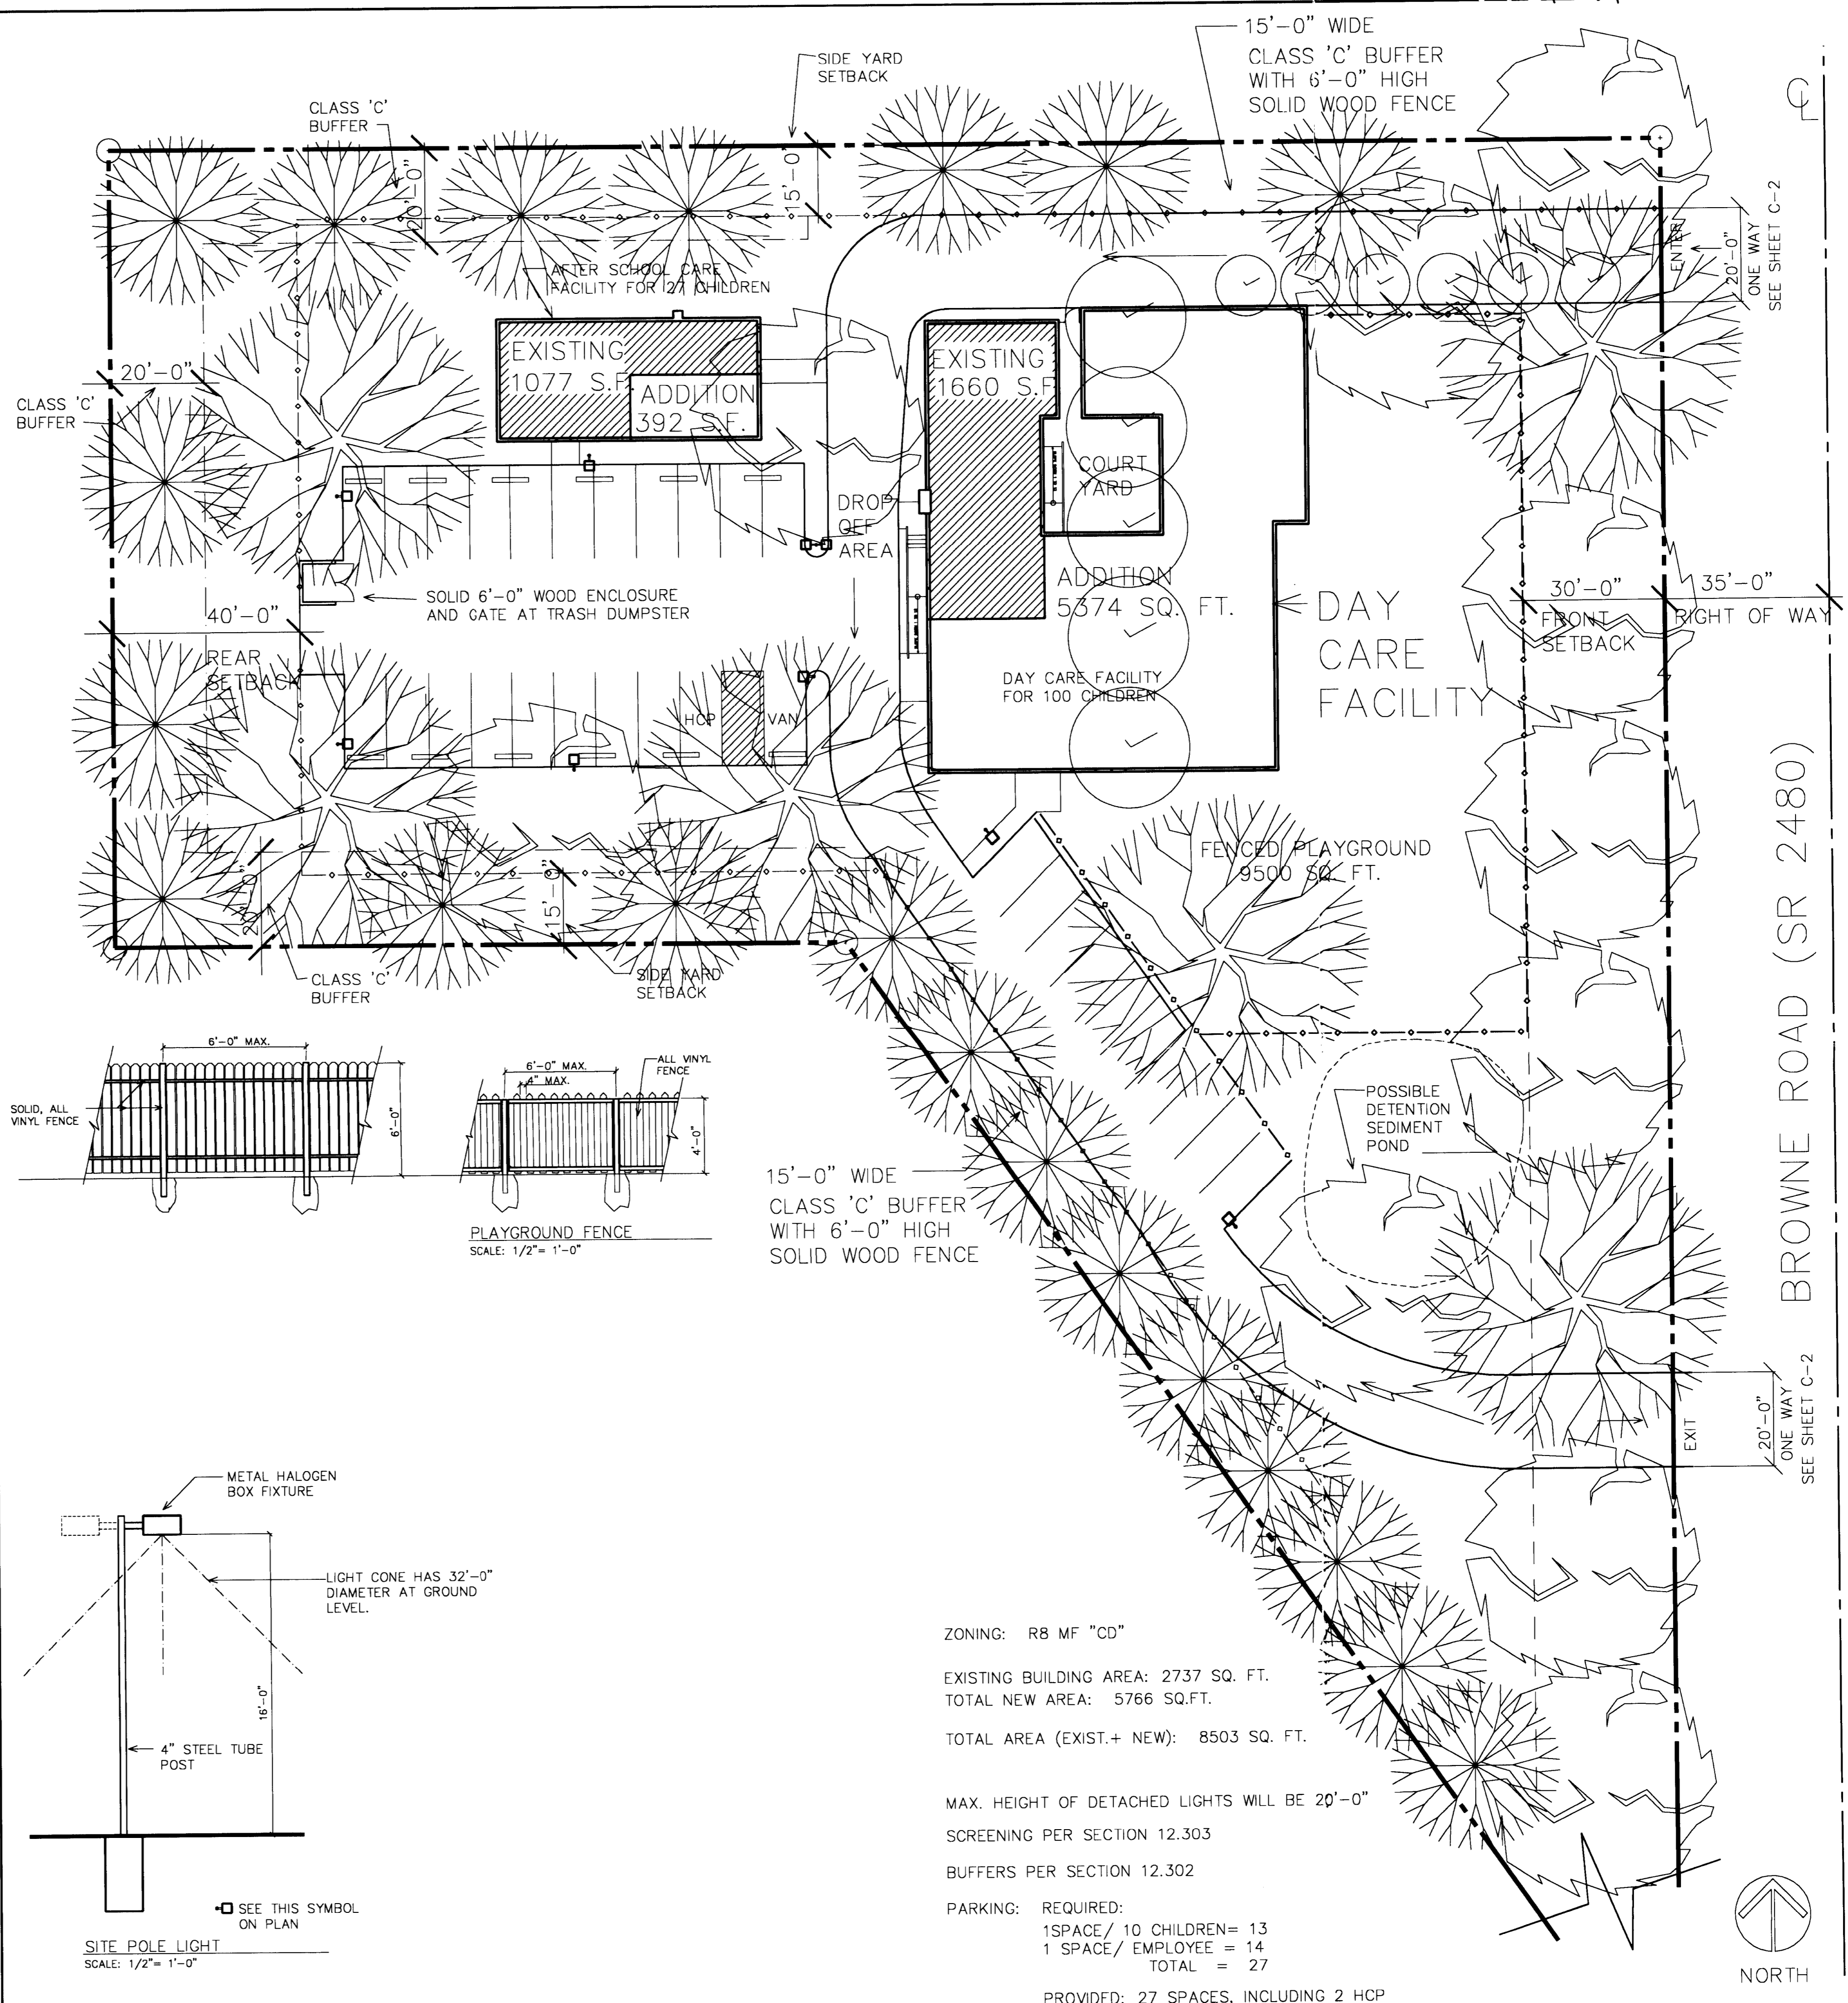 15'-0" WIDE
CLASS 'C' BUFFER
WITH 6'-0" HIGH
SOLID WOOD FENCE
SIDE YARD
SETBACK
CLASS 'C'
BUFFER
20'-0"
15'-0"
ENTER
20'-0"
ONE WAY
SEE SHEET C-2
AFTER SCHOOL CARE
FACILITY FOR 27 CHILDREN
EXISTING
1077 S.F.
ADDITION
392 S.F.
EXISTING
1660 S.F.
20'-0"
CLASS 'C'
BUFFER
COURT
YARD
DROP
OFF
AREA
ADDITION
5374 SQ. FT.
DAY CARE FACILITY
FOR 100 CHILDREN
DAY
CARE
FACILITY
30'-0"
FRONT
SETBACK
35'-0"
RIGHT OF WAY
SOLID 6'-0" WOOD ENCLOSURE
AND GATE AT TRASH DUMPSTER
40'-0"
REAR
SETBACK
HCP
VAN
FENCED PLAYGROUND
9500 SQ. FT.
BROWNE ROAD (SR 2480)
20'-0"
15'-0"
CLASS 'C'
BUFFER
SIDE YARD
SETBACK
6'-0" MAX.
SOLID, ALL
VINYL FENCE
6'-0"
6'-0" MAX.
4" MAX.
ALL VINYL
FENCE
4'-0"
PLAYGROUND FENCE
SCALE: 1/2"= 1'-0"
POSSIBLE
DETENTION
SEDIMENT
POND
15'-0" WIDE
CLASS 'C' BUFFER
WITH 6'-0" HIGH
SOLID WOOD FENCE
EXIT
20'-0"
ONE WAY
SEE SHEET C-2
METAL HALOGEN
BOX FIXTURE
LIGHT CONE HAS 32'-0"
DIAMETER AT GROUND
LEVEL.
16'-0"
4" STEEL TUBE
POST
SEE THIS SYMBOL
ON PLAN
SITE POLE LIGHT
SCALE: 1/2"= 1'-0"
ZONING: R8 MF "CD"
EXISTING BUILDING AREA: 2737 SQ. FT.
TOTAL NEW AREA: 5766 SQ.FT.
TOTAL AREA (EXIST.+ NEW): 8503 SQ. FT.
MAX. HEIGHT OF DETACHED LIGHTS WILL BE 20'-0"
SCREENING PER SECTION 12.303
BUFFERS PER SECTION 12.302
PARKING: REQUIRED:
1SPACE/ 10 CHILDREN= 13
1 SPACE/ EMPLOYEE = 14
TOTAL = 27
PROVIDED: 27 SPACES, INCLUDING 2 HCP
NORTH